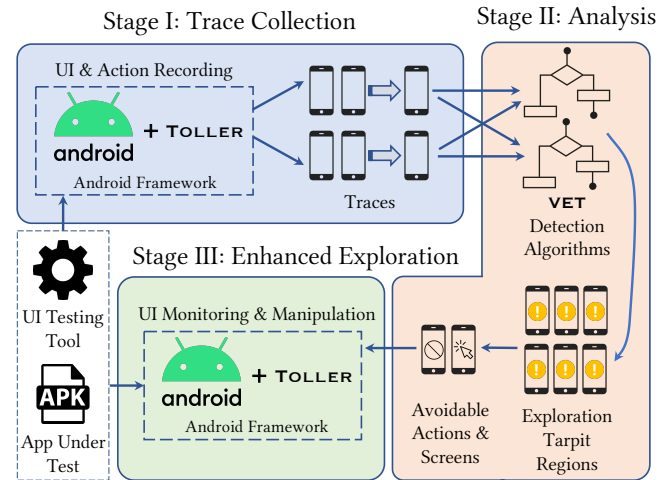 Stage I: Trace Collection
Stage II: Analysis
UI & Action Recording
+ TOLLER
android
Android Framework
Traces
VET
Detection
Algorithms
Stage III: Enhanced Exploration
UI Testing
Tool
APK
App Under
Test
UI Monitoring & Manipulation
+ TOLLER
android
Android Framework
Avoidable
Actions &
Screens
! ! !
! ! !
Exploration
Tarpit
Regions